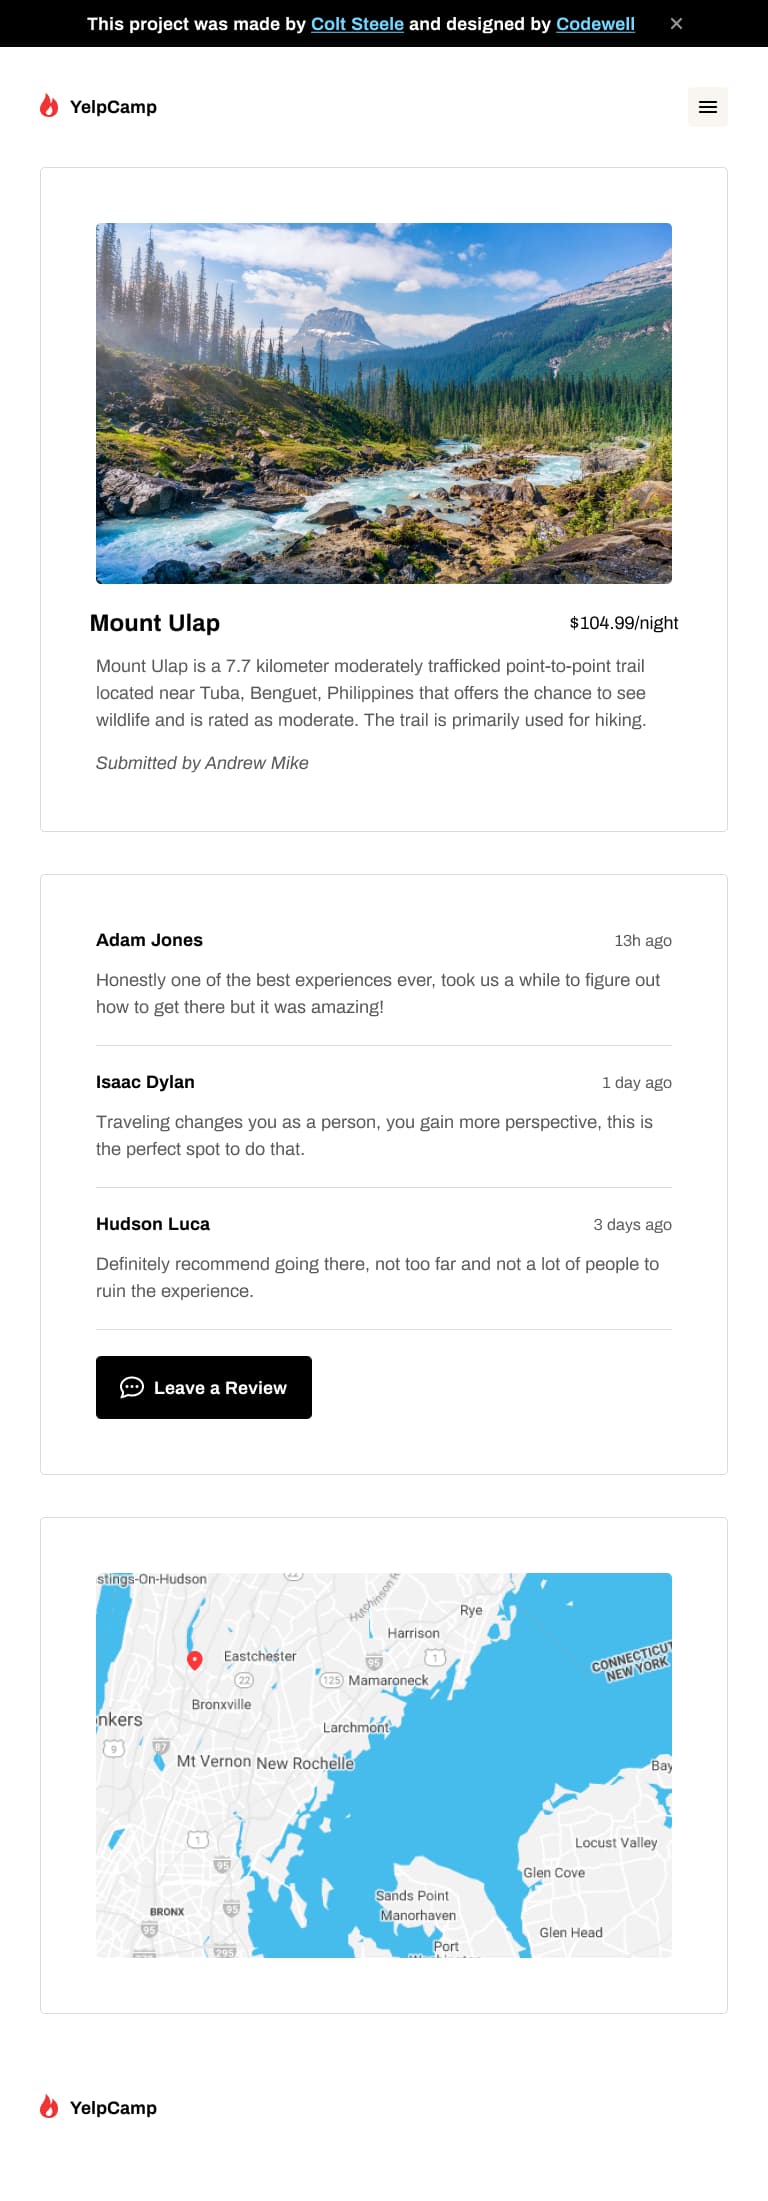 This project was made by Colt Steele and designed by Codewell ✕
YelpCamp
Mount Ulap
$104.99/night
Mount Ulap is a 7.7 kilometer moderately trafficked point-to-point trail
located near Tuba, Benguet, Philippines that offers the chance to see
wildlife and is rated as moderate. The trail is primarily used for hiking.
Submitted by Andrew Mike
Adam Jones
13h ago
Honestly one of the best experiences ever, took us a while to figure out
how to get there but it was amazing!
Isaac Dylan
1 day ago
Traveling changes you as a person, you gain more perspective, this is
the perfect spot to do that.
Hudson Luca
3 days ago
Definitely recommend going there, not too far and not a lot of people to
ruin the experience.
Leave a Review
stings-On-Hudson
22
Hutchinson R
Rye
Harrison
CONNECTICUT
NEW YORK
Eastchester
95
1
22
125
Mamaroneck
Bronxville
nkers
Larchmont
9
87
Mt Vernon
New Rochelle
Bay
1
Locust Valley
95
Glen Cove
Sands Point
BRONX
95
Manorhaven
95
Glen Head
Port
295
YelpCamp